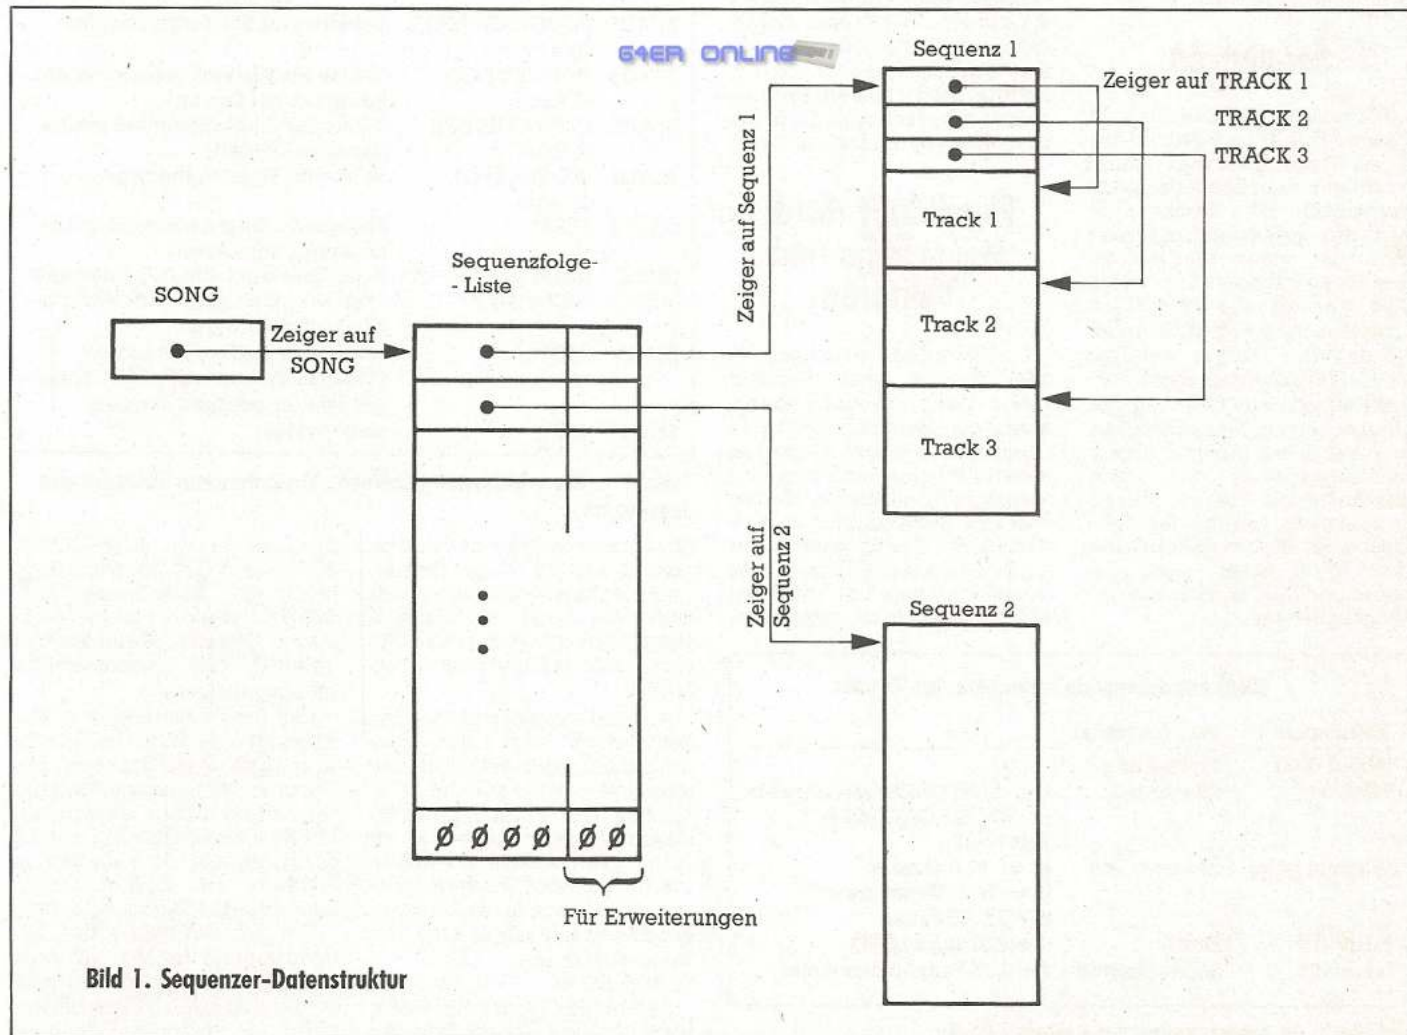 64ER ONLINE
Sequenz 1
Zeiger auf TRACK 1
TRACK 2
TRACK 3
Zeiger auf Sequenz 1
Track 1
Track 2
Track 3
SONG
Zeiger auf
SONG
Sequenzfolge-
- Liste
Zeiger auf
Sequenz 2
Sequenz 2
Ø Ø Ø Ø Ø Ø
Für Erweiterungen
Bild 1. Sequenzer-Datenstruktur